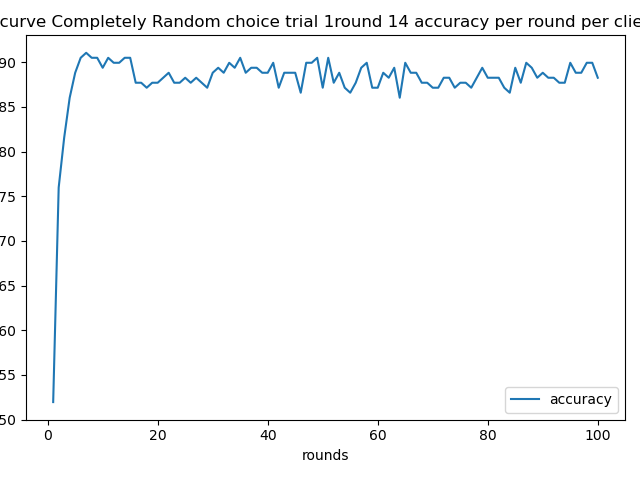 curve Completely Random choice trial 1round 14 accuracy per round per clie
90
85
80
75
70
65
60
55
50
accuracy
0 20 40 60 80 100
rounds